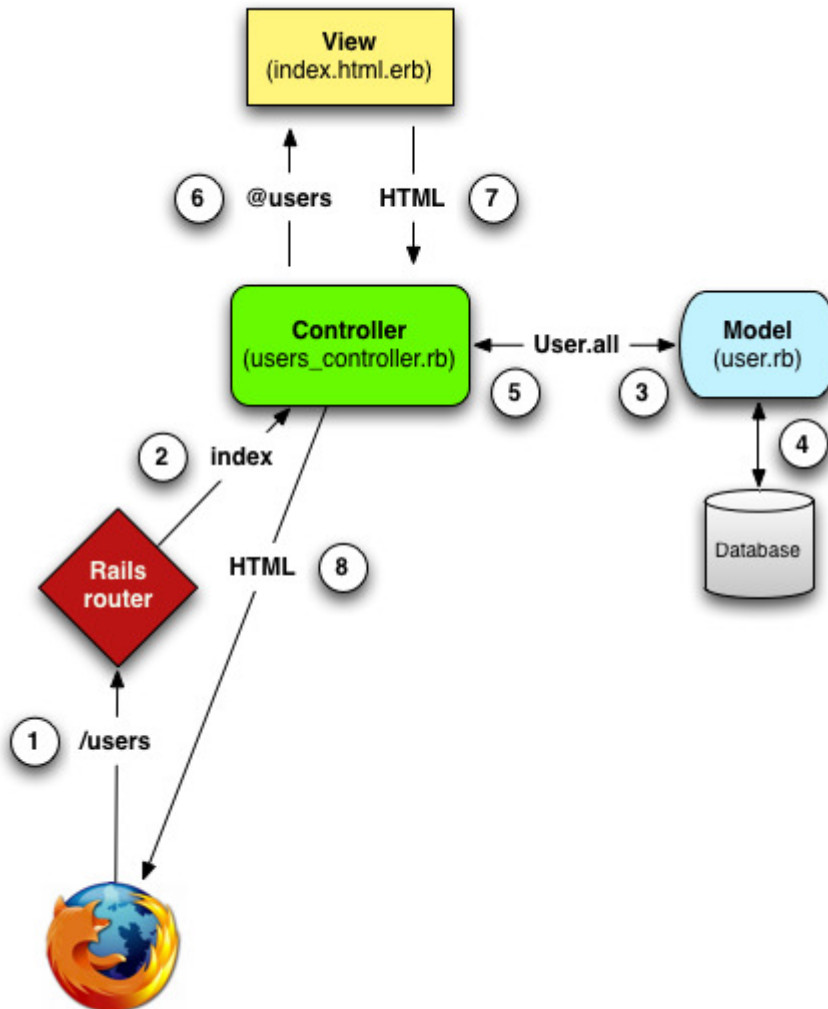 View
(index.html.erb)
6 @users HTML 7
Controller
(users_controller.rb)
User.all
Model
(user.rb)
5
3
4
2 index
Database
Rails
router
HTML 8
1 /users